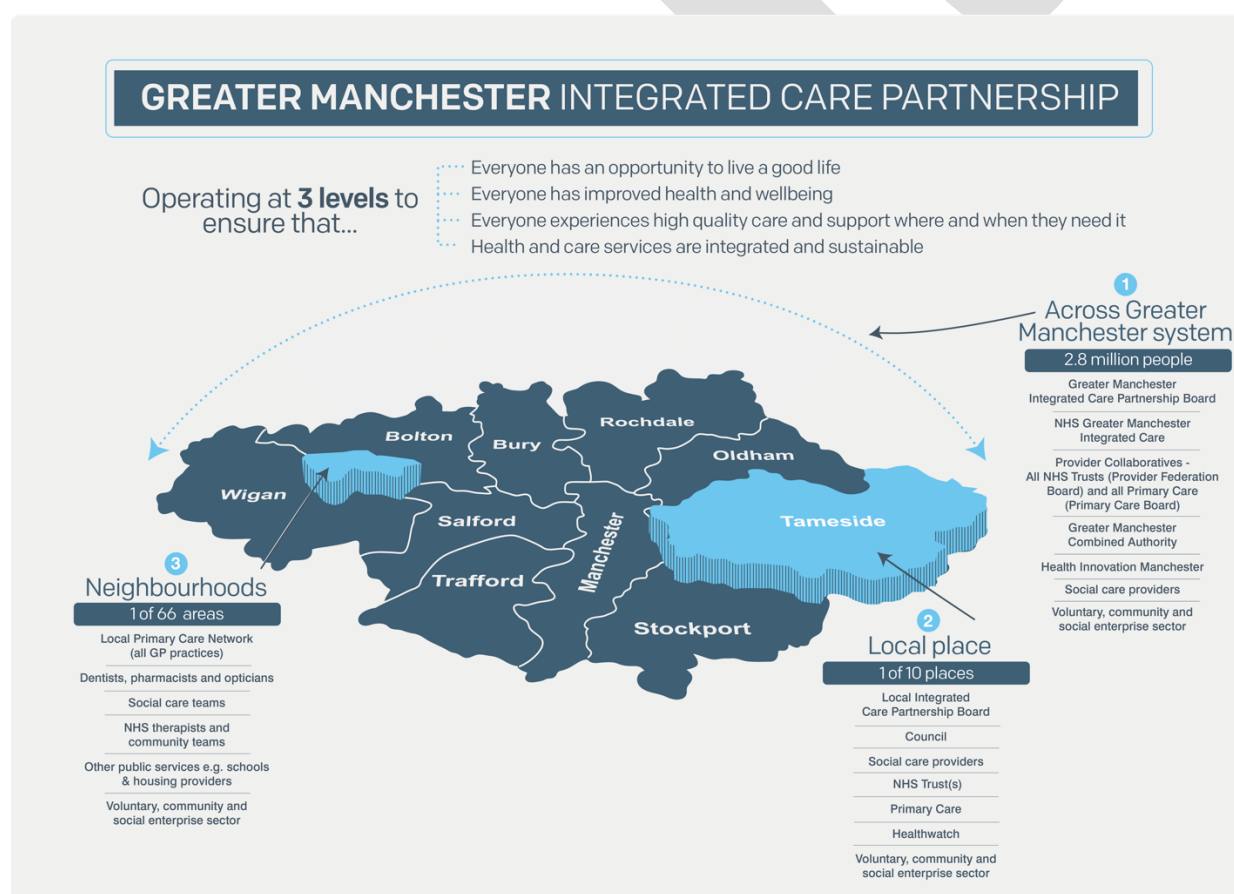 GREATER MANCHESTER INTEGRATED CARE PARTNERSHIP
Operating at 3 levels to
ensure that...
Everyone has an opportunity to live a good life
Everyone has improved health and wellbeing
Everyone experiences high quality care and support where and when they need it
Health and care services are integrated and sustainable
1
Across Greater
Manchester system
2.8 million people
Greater Manchester
Integrated Care Partnership Board
NHS Greater Manchester
Integrated Care
Provider Collaboratives -
All NHS Trusts (Provider Federation
Board) and all Primary Care
(Primary Care Board)
Greater Manchester
Combined Authority
Health Innovation Manchester
Social care providers
Voluntary, community and
social enterprise sector
Wigan
Bolton
Bury
Rochdale
Oldham
Salford
Trafford
Manchester
Tameside
Stockport
3
Neighbourhoods
1 of 66 areas
Local Primary Care Network
(all GP practices)
Dentists, pharmacists and opticians
Social care teams
NHS therapists and
community teams
Other public services e.g. schools
& housing providers
Voluntary, community and
social enterprise sector
2
Local place
1 of 10 places
Local Integrated
Care Partnership Board
Council
Social care providers
NHS Trust(s)
Primary Care
Healthwatch
Voluntary, community and
social enterprise sector